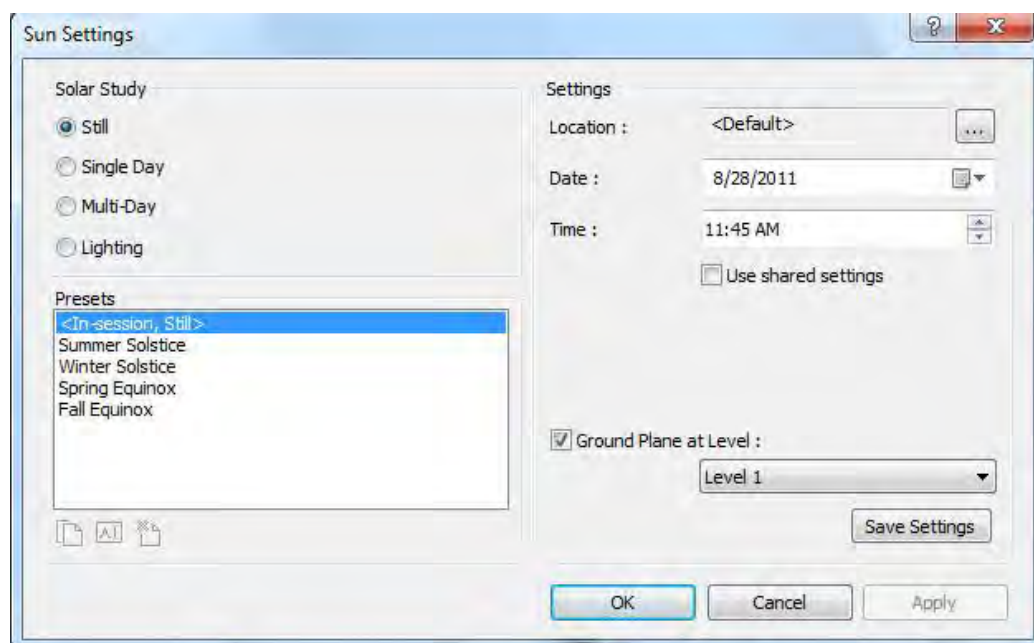 Sun Settings
Solar Study
Still
Single Day
Multi-Day
Lighting
Presets
<In-session, Still>
Summer Solstice
Winter Solstice
Spring Equinox
Fall Equinox
Settings
Location :
<Default>
...
Date :
8/28/2011
Time :
11:45 AM
Use shared settings
Ground Plane at Level :
Level 1
Save Settings
OK
Cancel
Apply